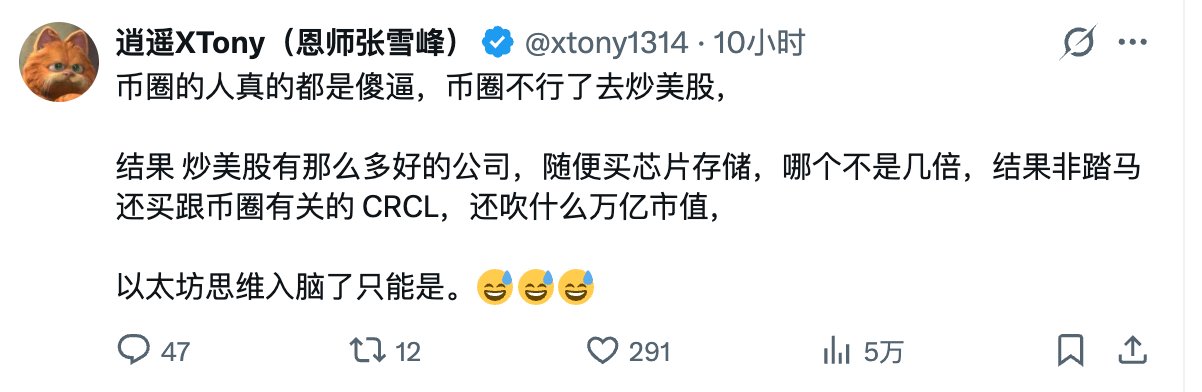 逍遥XTony（恩师张雪峰） @xtony1314 · 10小时
币圈的人真的都是傻逼，币圈不行了去炒美股，
结果 炒美股有那么多好的公司，随便买芯片存储，哪个不是几倍，结果非踏马
还买跟币圈有关的 CRCL，还吹什么万亿市值，
以太坊思维入脑了只能是。😅😅😅
47 12 291 5万